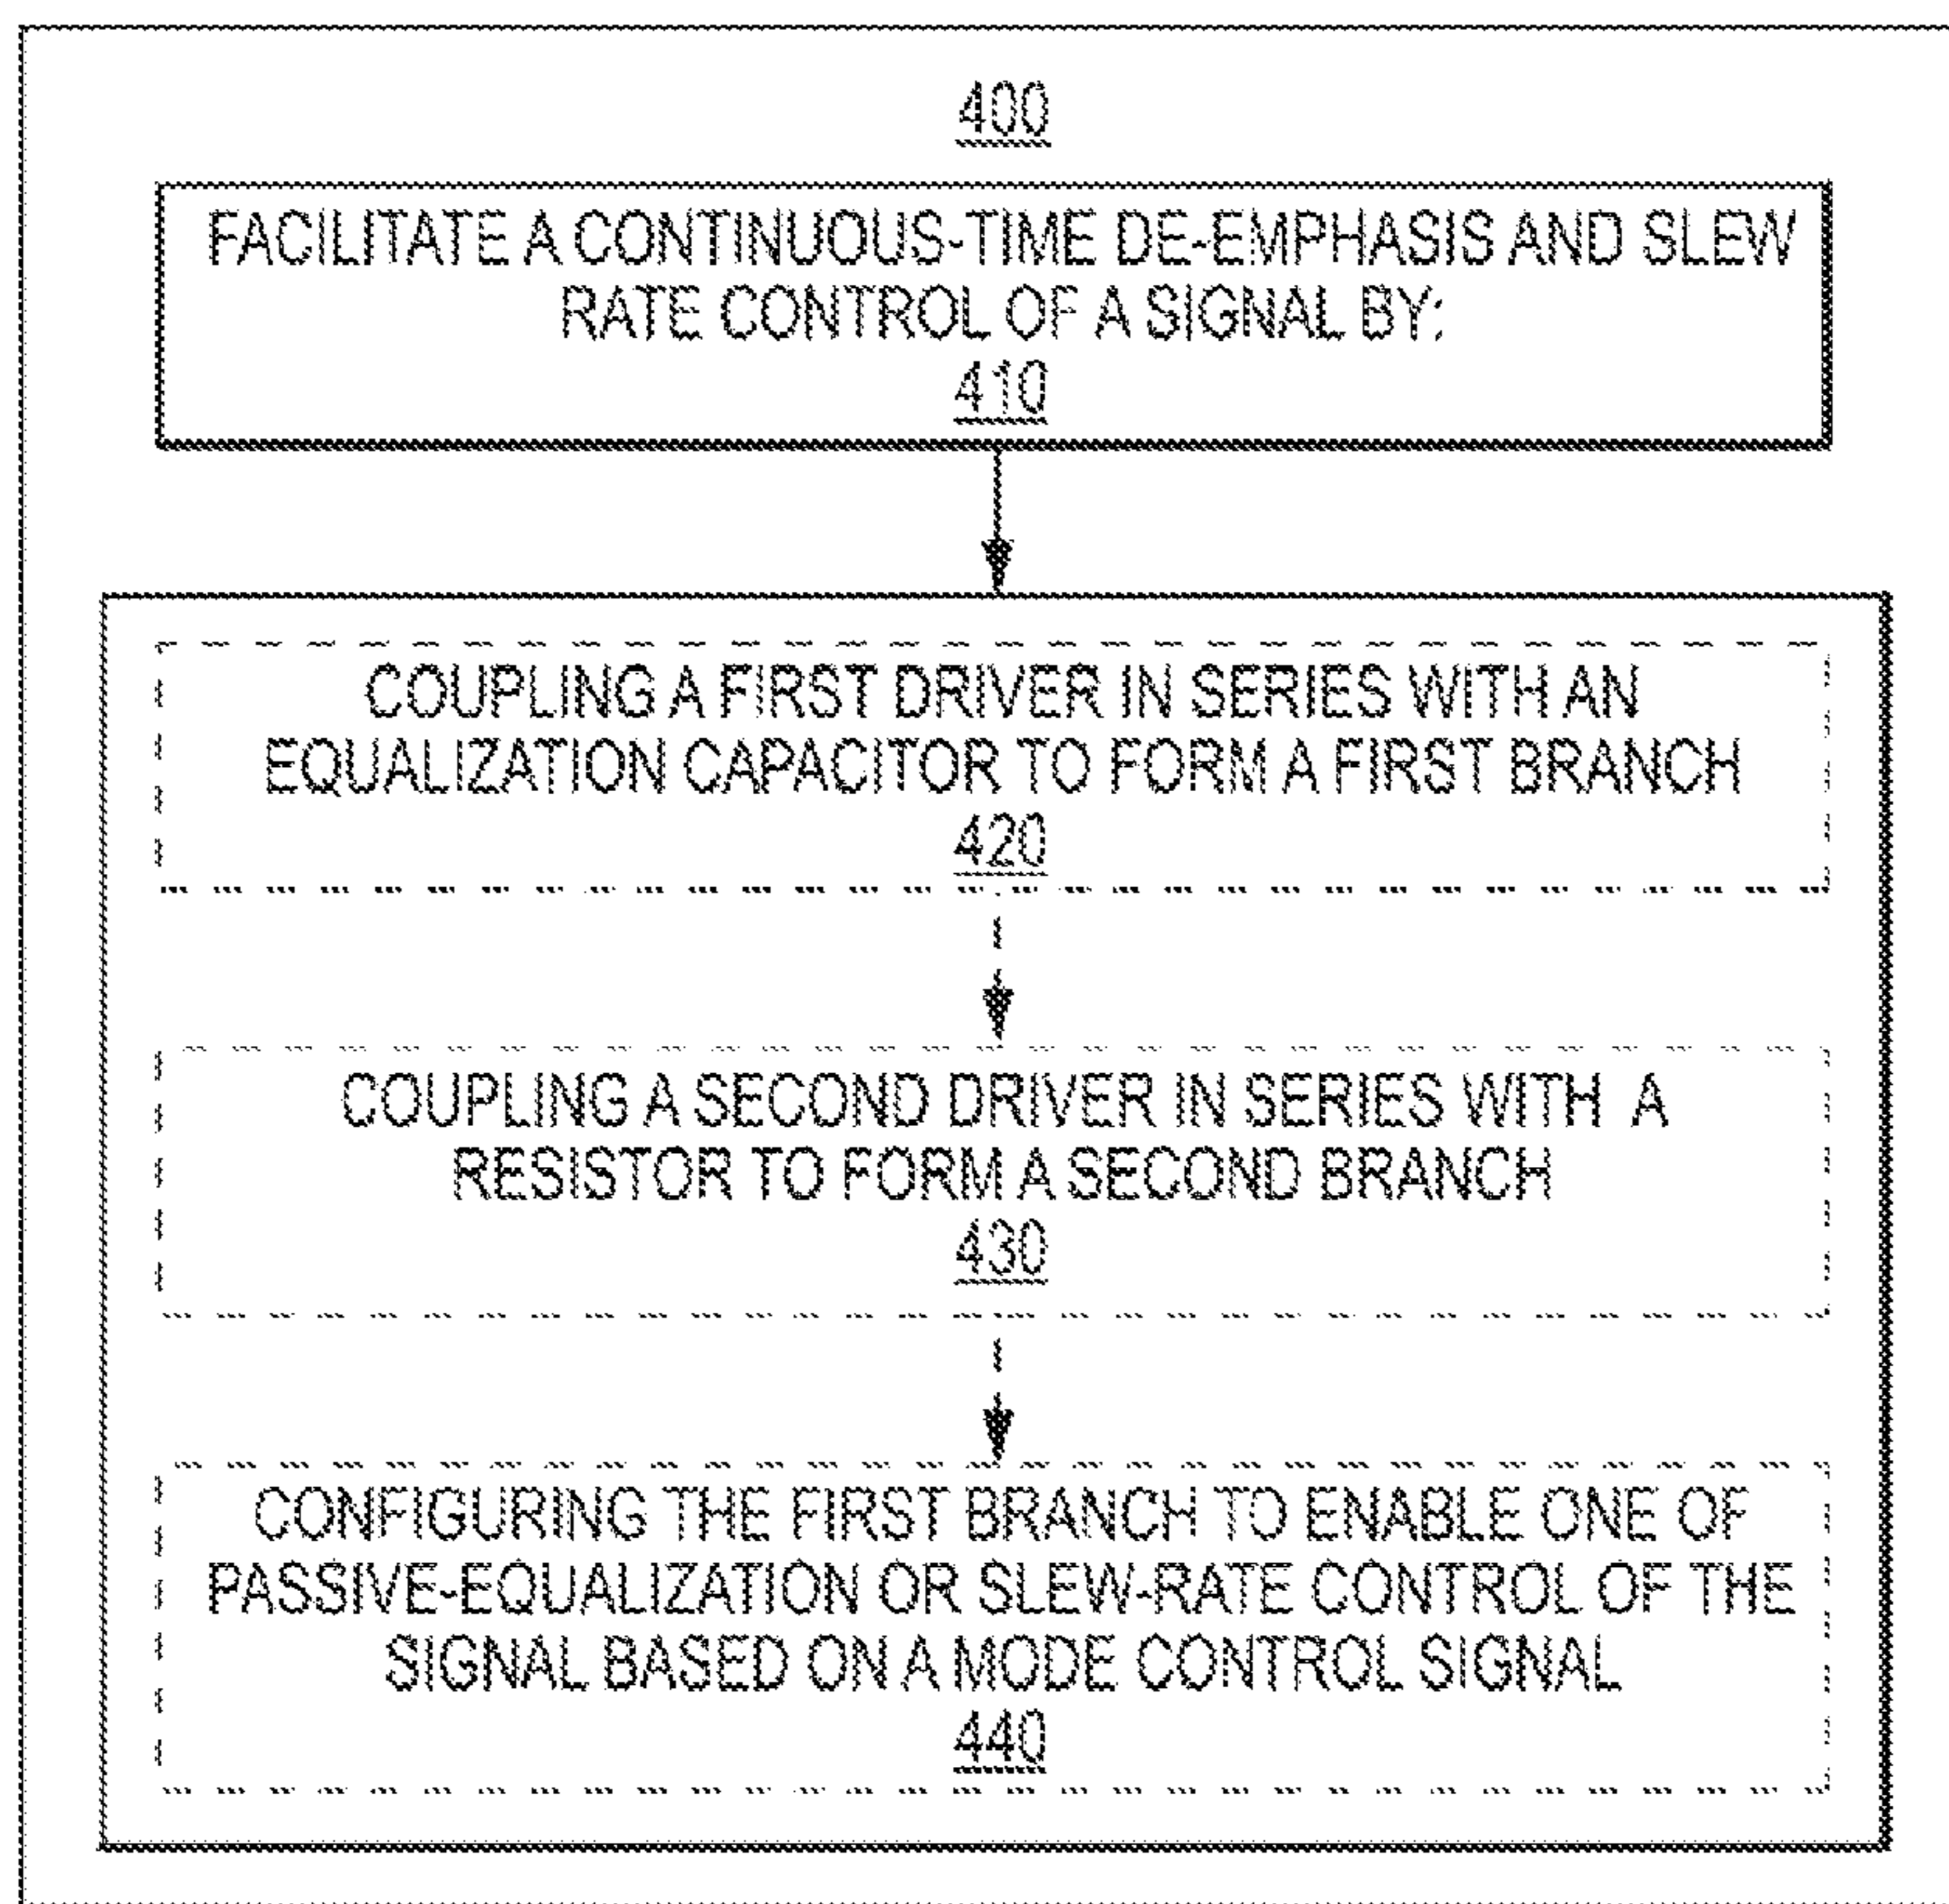 400
FACILITATE A CONTINUOUS-TIME DE-EMPHASIS AND SLEW
RATE CONTROL OF A SIGNAL BY:
410
COUPLING A FIRST DRIVER IN SERIES WITH AN
EQUALIZATION CAPACITOR TO FORM A FIRST BRANCH
420
COUPLING A SECOND DRIVER IN SERIES WITH A
RESISTOR TO FORM A SECOND BRANCH
430
CONFIGURING THE FIRST BRANCH TO ENABLE ONE OF
PASSIVE-EQUALIZATION OR SLEW-RATE CONTROL OF THE
SIGNAL BASED ON A MODE CONTROL SIGNAL
440